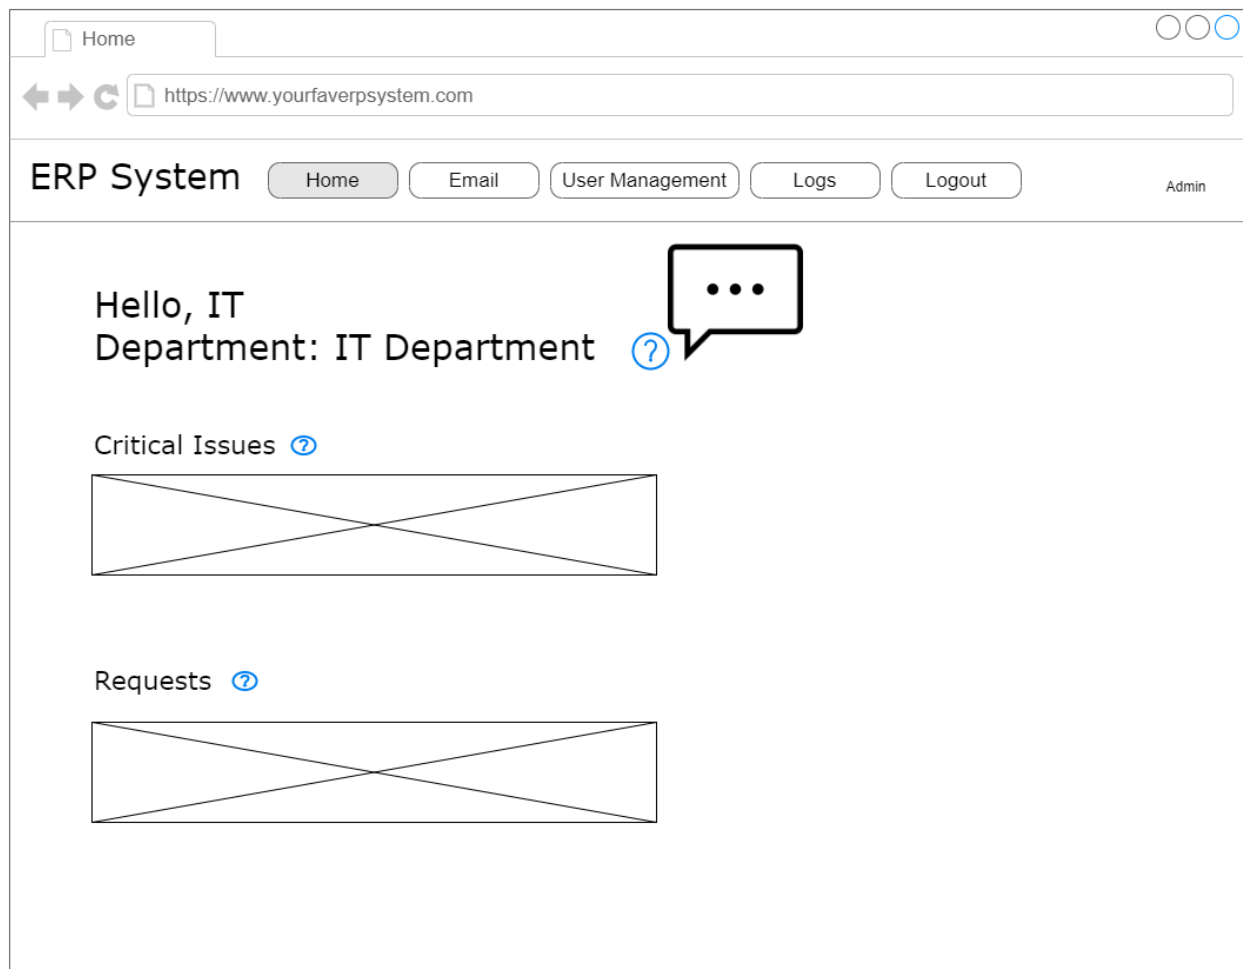 Home
https://www.yourfaverpsystem.com
ERP System Home Email User Management Logs Logout Admin
Hello, IT
Department: IT Department ?
Critical Issues ?
Requests ?